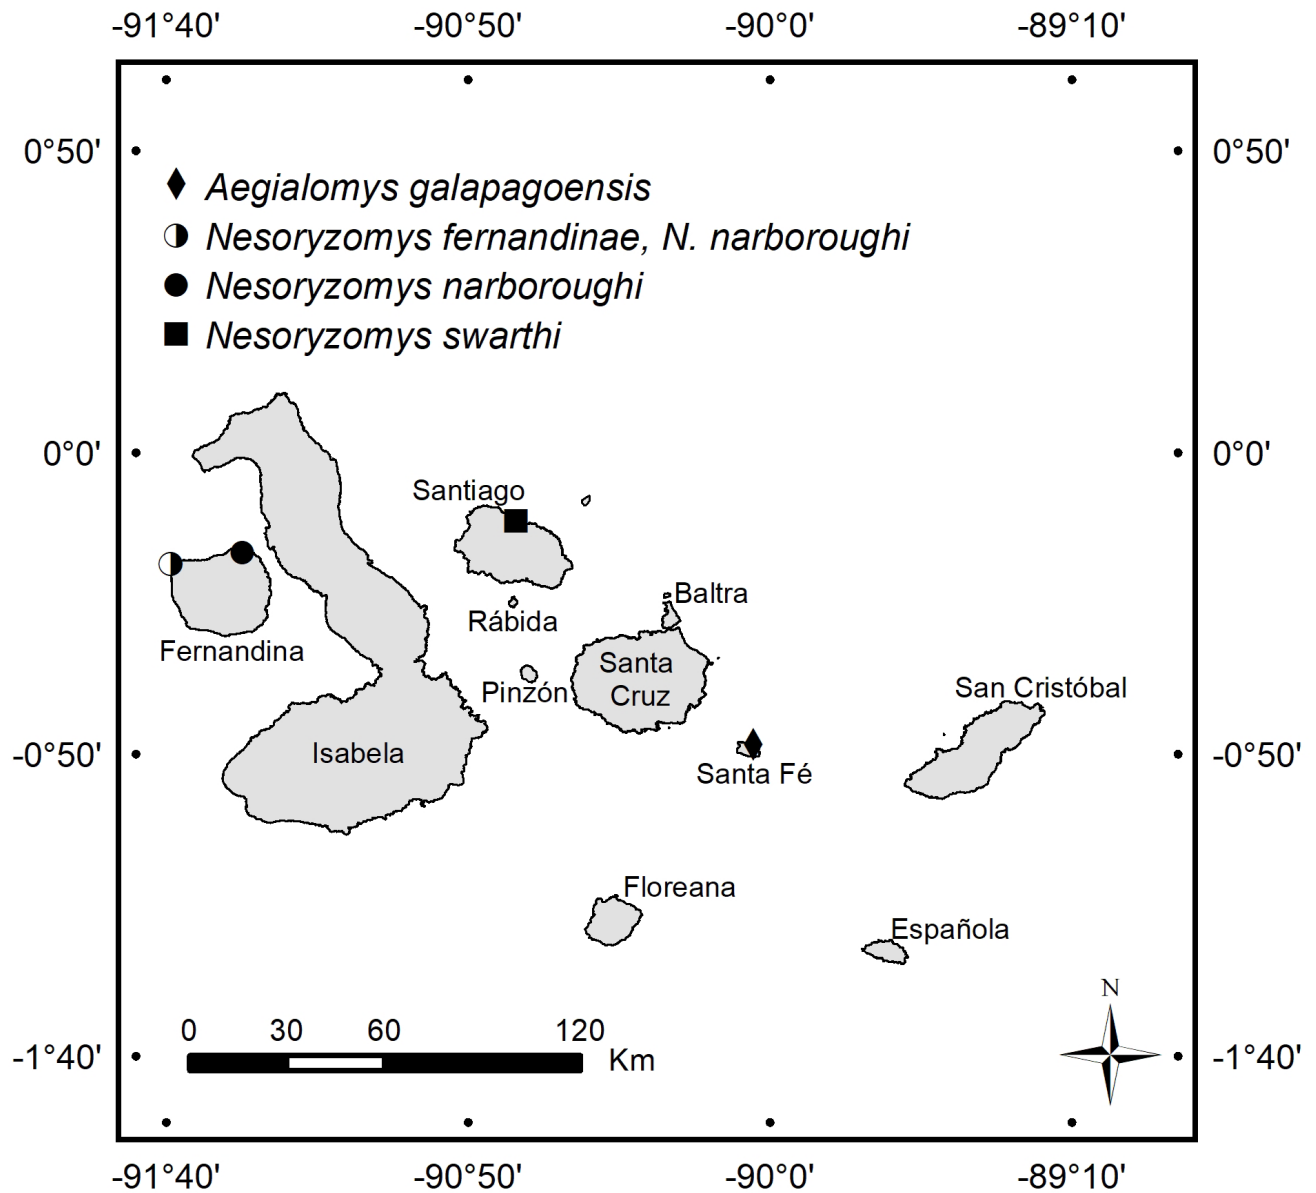 -91°40' -90°50' -90°0' -89°10'
0°50' 0°50'
Aegialomys galapagoensis
Nesoryzomys fernandinae, N. narboroughi
Nesoryzomys narboroughi
Nesoryzomys swarthi
0°0' 0°0'
Santiago
Baltra
Rábida
Fernandina
Santa
Cruz
Pinzón
San Cristóbal
Isabela
-0°50' -0°50'
Santa Fé
Floreana
Española
N
0 30 60 120
Km
-1°40' -1°40'
-91°40' -90°50' -90°0' -89°10'